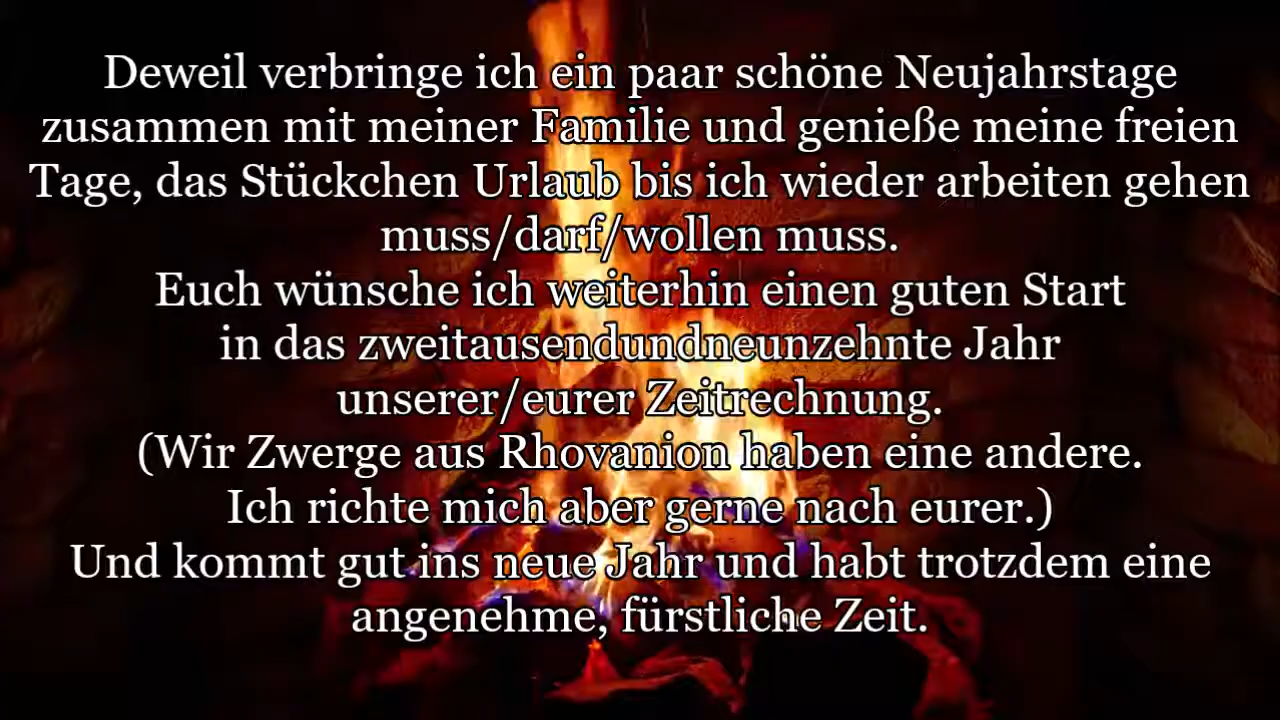 Deweil verbringe ich ein paar schöne Neujahrstage
zusammen mit meiner Familie und genieße meine freien
Tage, das Stückchen Urlaub bis ich wieder arbeiten gehen
muss/darf/wollen muss.
Euch wünsche ich weiterhin einen guten Start
in das zweitausendundneunzehnte Jahr
unserer/eurer Zeitrechnung.
(Wir Zwerge aus Rhovanion haben eine andere.
Ich richte mich aber gerne nach eurer.)
Und kommt gut ins neue Jahr und habt trotzdem eine
angenehme, fürstliche Zeit.